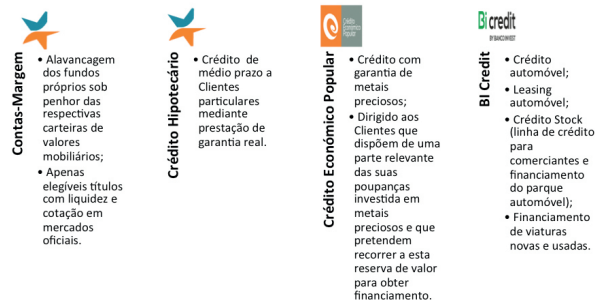 Contas-Margem
• Alavancagem
dos fundos
próprios sob
penhor das
respectivas
carteiras de
valores
mobiliários;
• Apenas
elegíveis títulos
com liquidez e
cotação em
mercados
oficiais.
Crédito Hipotecário
• Crédito de
médio prazo a
Clientes
particulares
mediante
prestação de
garantia real.
Crédito
Económico
Popular
Crédito Económico Popular
• Crédito com
garantia de
metais
preciosos;
• Dirigido aos
Clientes que
dispõem de uma
parte relevante
das suas
poupanças
investida em
metais
preciosos e que
pretendem
recorrer a esta
reserva de valor
para obter
financiamento.
Bi credit
BY BANCO INVEST
BI Credit
• Crédito
automóvel;
• Leasing
automóvel;
• Crédito Stock
(linha de crédito
para
comerciantes e
financiamento
do parque
automóvel);
• Financiamento
de viaturas
novas e usadas.